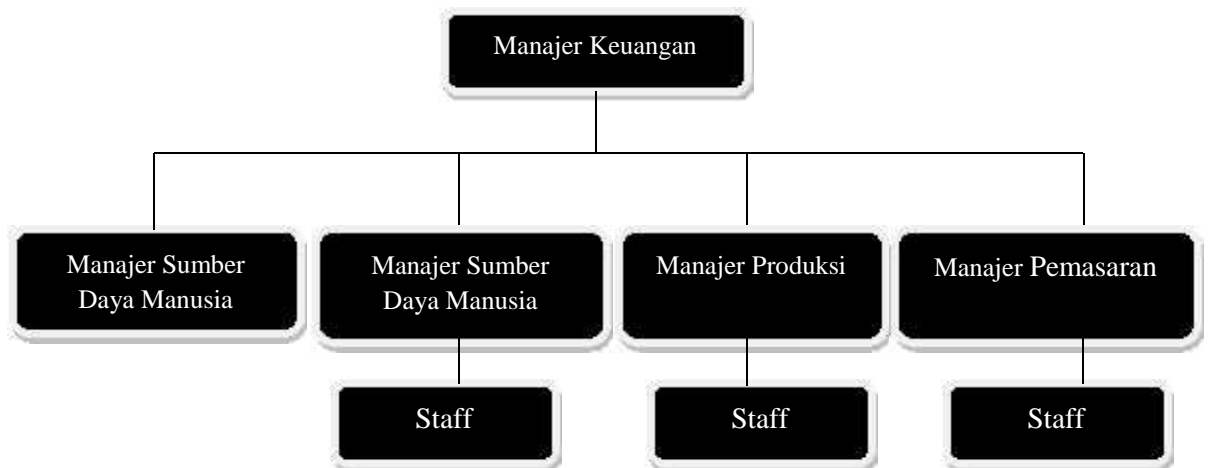 Manajer Keuangan
Manajer Sumber
Daya Manusia
Manajer Sumber
Daya Manusia
Manajer Produksi
Manajer Pemasaran
Staff
Staff
Staff